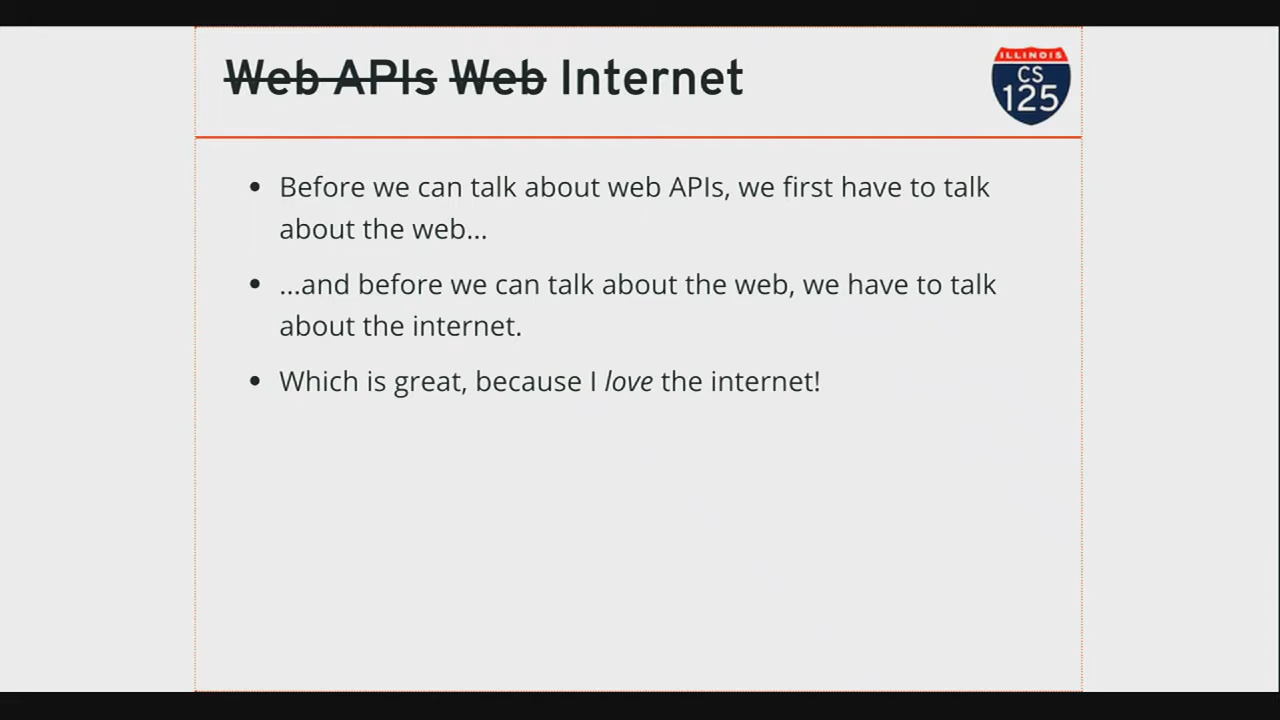 Web APIs Web Internet
ILLINOIS
CS
125
• Before we can talk about web APIs, we first have to talk
about the web...
• ...and before we can talk about the web, we have to talk
about the internet.
• Which is great, because I love the internet!